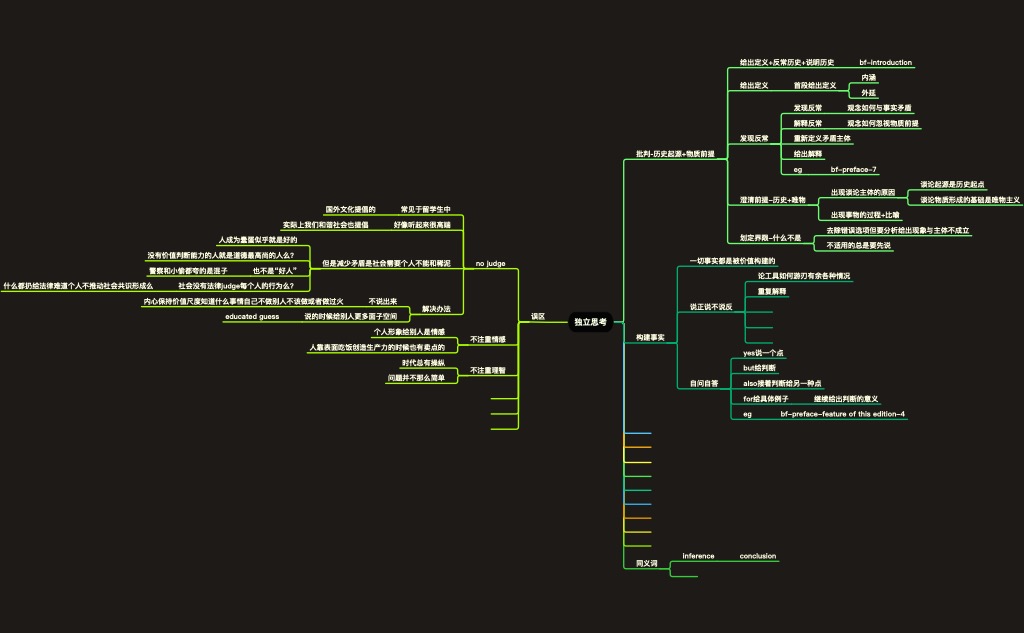 独立思考
批判-历史起源+物质前提
给出定义+反常历史+说明历史
bf-introduction
给出定义
首段给出定义
内涵
外延
发现反常
发现反常
观念如何与事实矛盾
解释反常
观念如何忽视物质前提
重新定义矛盾主体
给出解释
eg
bf-preface-7
澄清前提-历史+唯物
出现谈论主体的原因
谈论起源是历史起点
谈论物质形成的基础是唯物主义
出现事物的过程+比喻
划定界限-什么不是
去除错误选项但要分析给出现象与主体不成立
不适用的总是要先说
构建事实
一切事实都是被价值构建的
说正说不说反
论工具如何游刃有余各种情况
重复解释
自问自答
yes说一个点
but给判断
also接着判断给另一种点
for给具体例子
继续给出判断的意义
eg
bf-preface-feature of this edition-4
同义词
inference
conclusion
误区
no judge
常见于留学生中
国外文化提倡的
好像听起来很高端
实际上我们和谐社会也提倡
但是减少矛盾是社会需要个人不能和稀泥
人成为量蛋似乎就是好的
没有价值判断能力的人就是道德最高尚的人么?
也不是“好人”
警察和小偷都夸的是混子
社会没有法律judge每个人的行为么?
什么都扔给法律难道个人不推动社会共识形成么
解决办法
不说出来
内心保持价值尺度知道什么事情自己不做别人不该做或者做过火
说的时候给别人更多面子空间
educated guess
不注重情感
个人形象给别人是情感
人靠表面吃饭创造生产力的时候也有卖点的
不注重理智
时代总有操纵
问题并不那么简单